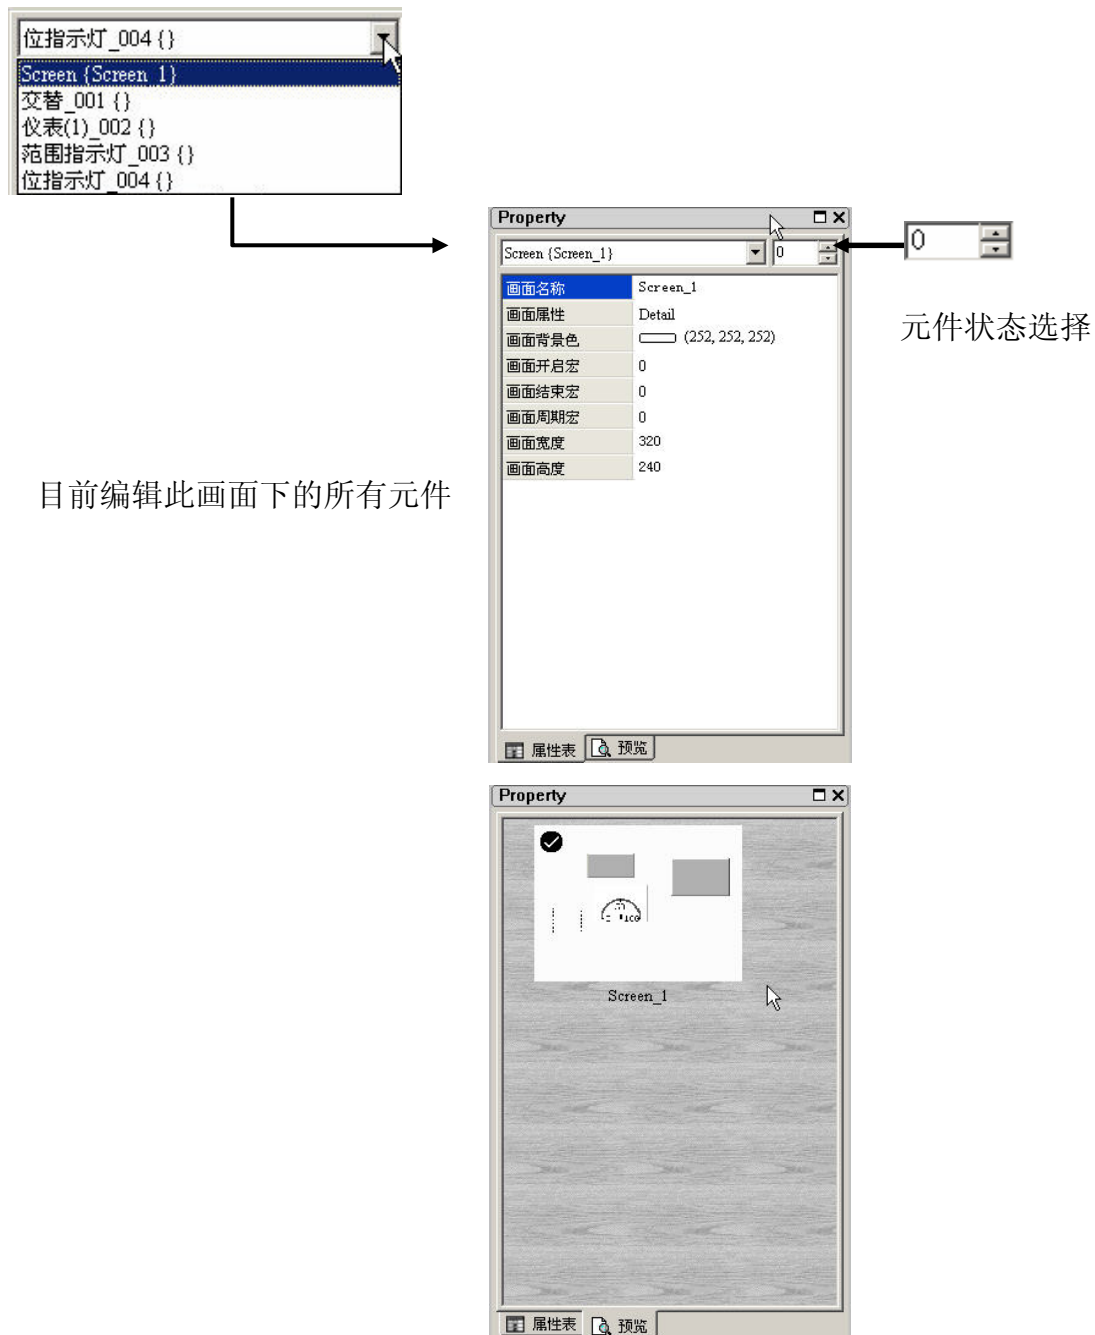 位指示灯_004 {}
Screen {Screen_1}
交替_001 {}
仪表(1)_002 {}
范围指示灯_003 {}
位指示灯_004 {}
Property
Screen {Screen_1} 0
0
画面名称 Screen_1
画面属性 Detail
画面背景色 (252, 252, 252)
画面开启宏 0
画面结束宏 0
画面周期宏 0
画面宽度 320
画面高度 240
元件状态选择
目前编辑此画面下的所有元件
属性表 预览
Property
Screen_1
属性表 预览